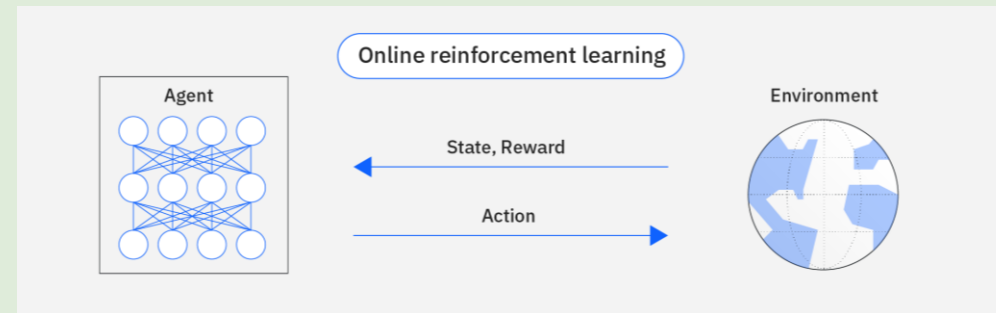 Online reinforcement learning
Agent
Environment
State, Reward
Action